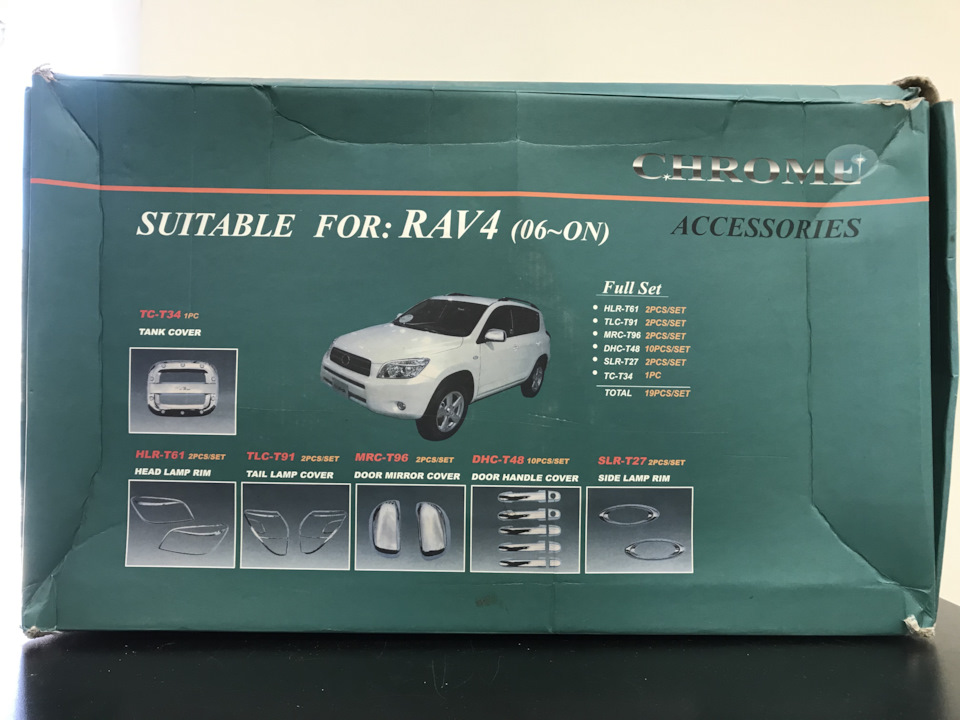 CHROME
SUITABLE FOR: RAV4 (06~ON)
ACCESSORIES
Full Set
• HLR-T61 2PCS/SET
• TLC-T91 2PCS/SET
• MRC-T96 2PCS/SET
• DHC-T48 10PCS/SET
• SLR-T27 2PCS/SET
• TC-T34 1PC
TOTAL 19PCS/SET
TC-T34 1PC
TANK COVER
HLR-T61 2PCS/SET
HEAD LAMP RIM
TLC-T91 2PCS/SET
TAIL LAMP COVER
MRC-T96 2PCS/SET
DOOR MIRROR COVER
DHC-T48 10PCS/SET
DOOR HANDLE COVER
SLR-T27 2PCS/SET
SIDE LAMP RIM